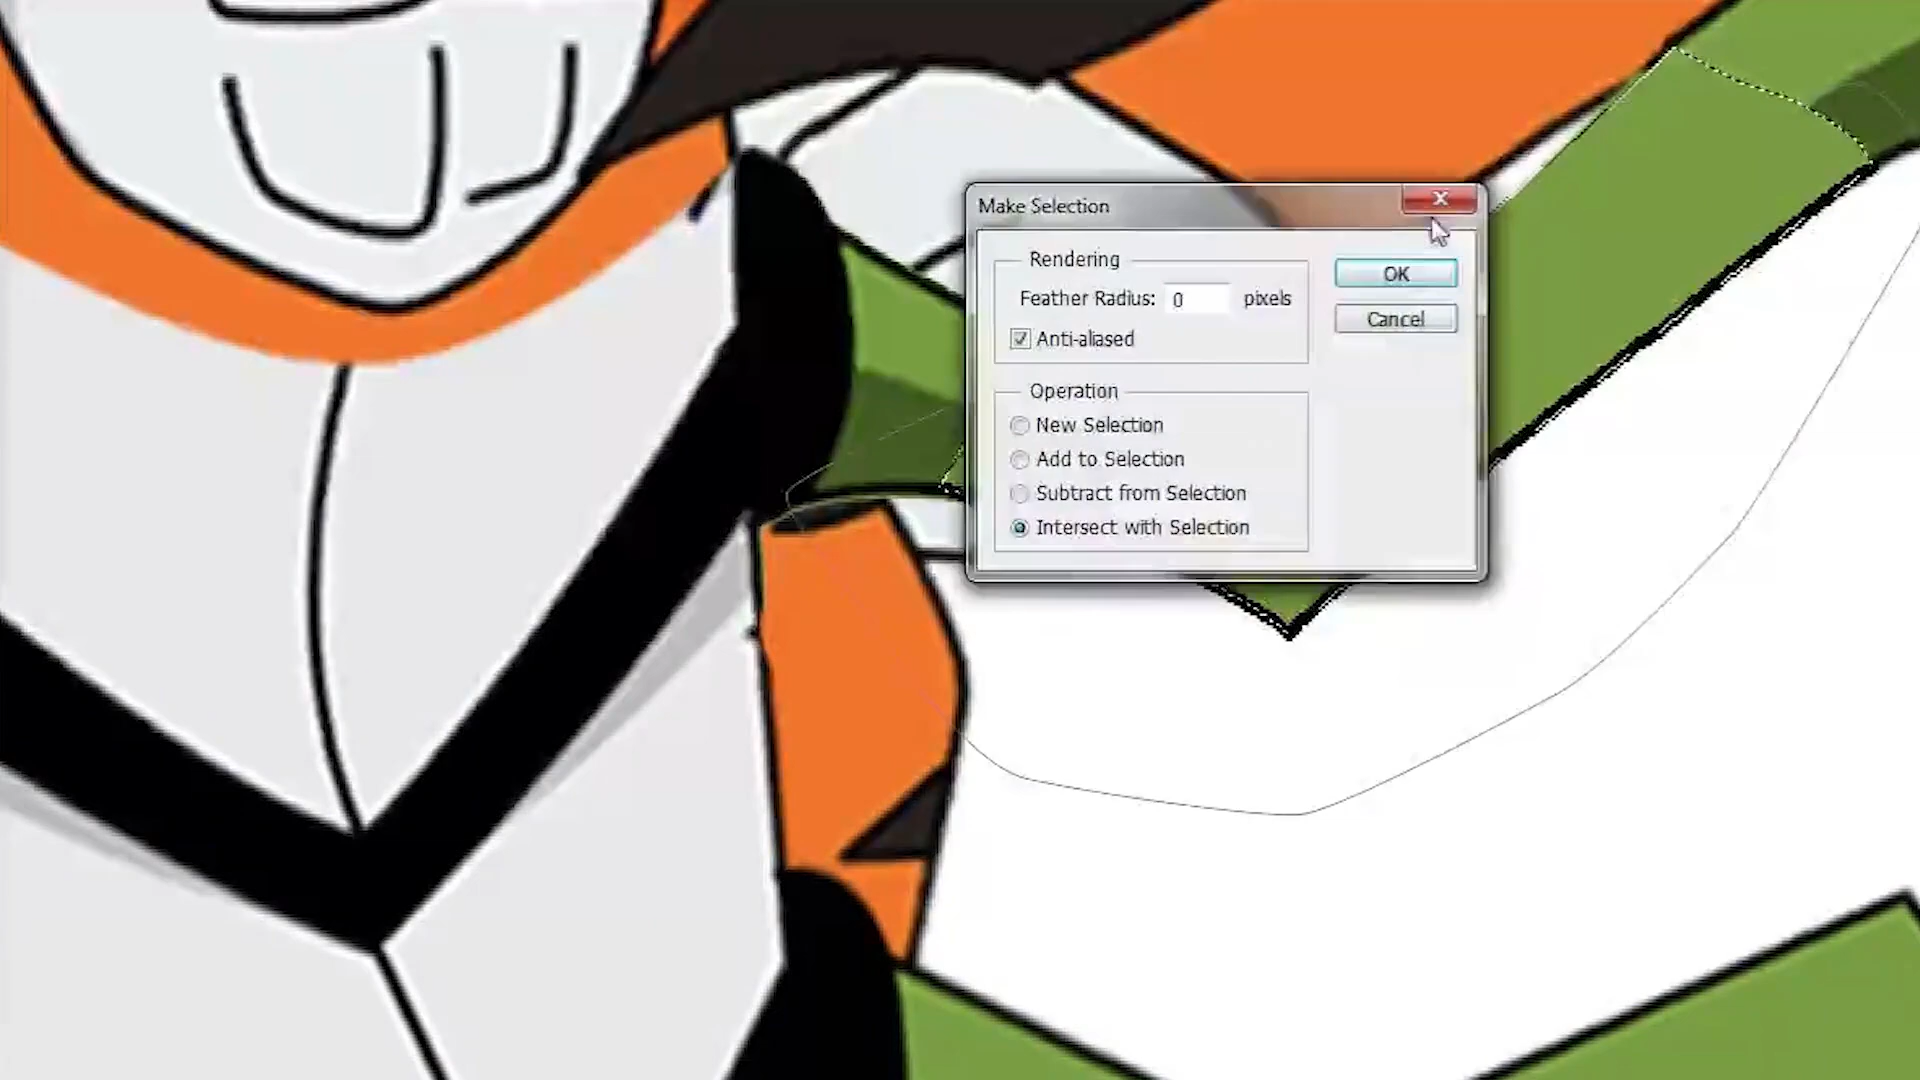 Make Selection
Rendering
Feather Radius: 0 pixels
Anti-aliased
Operation
New Selection
Add to Selection
Subtract from Selection
Intersect with Selection
OK
Cancel